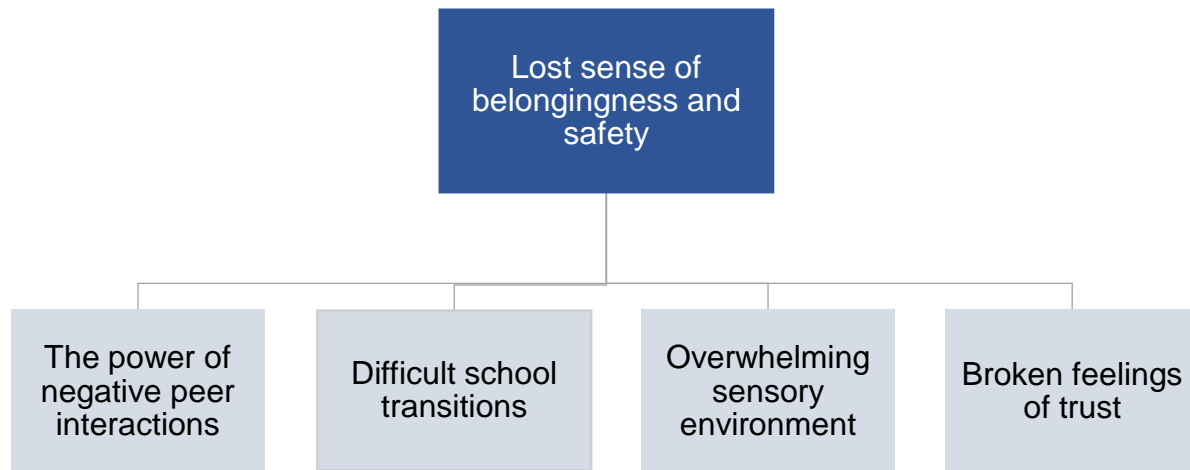 Lost sense of
belongingness and
safety
The power of
negative peer
interactions
Difficult school
transitions
Overwhelming
sensory
environment
Broken feelings
of trust